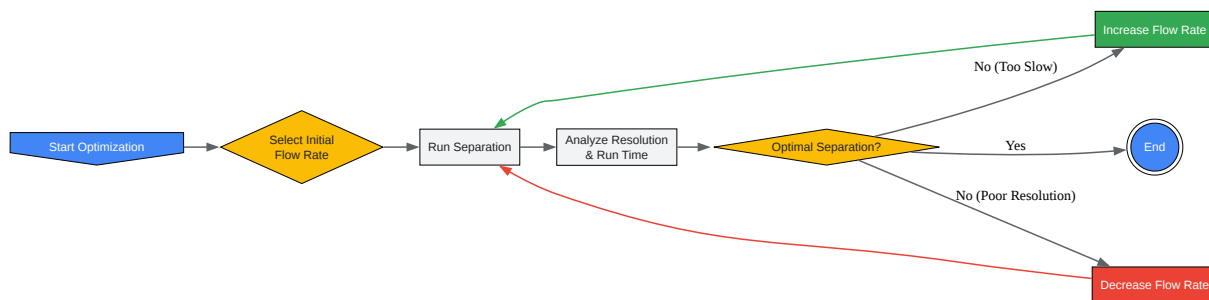 Start Optimization
Select Initial
Flow Rate
Run Separation
Analyze Resolution
& Run Time
Optimal Separation?
No (Too Slow)
Increase Flow Rate
Yes
End
No (Poor Resolution)
Decrease Flow Rate